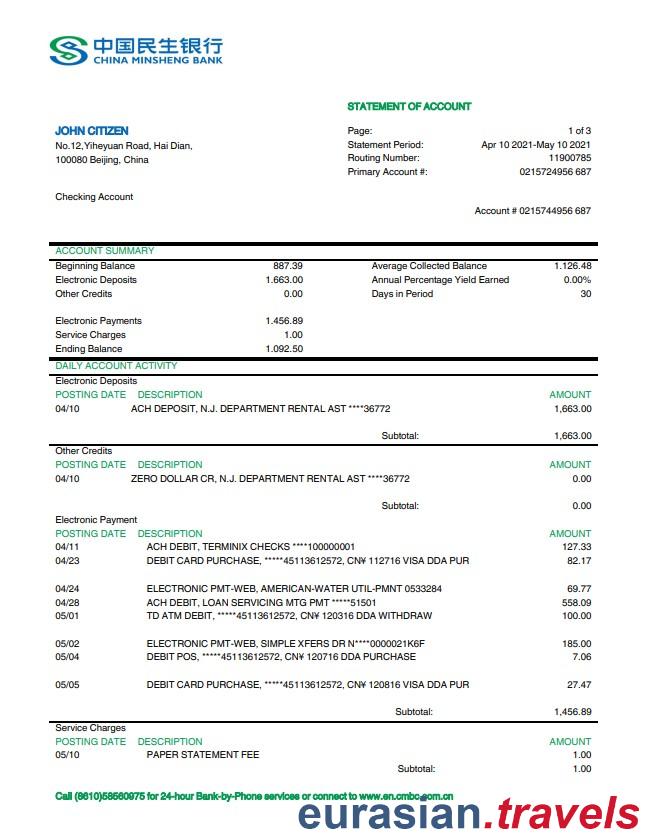 中国民生银行
CHINA MINSHENG BANK
STATEMENT OF ACCOUNT
JOHN CITIZEN
No.12,Yiheyuan Road, Hai Dian,
100080 Beijing, China
Page: 1 of 3
Statement Period: Apr 10 2021-May 10 2021
Routing Number: 11900785
Primary Account #: 0215724956 687
Checking Account
Account # 0215744956 687
ACCOUNT SUMMARY
Beginning Balance 887.39 Average Collected Balance 1.126.48
Electronic Deposits 1.663.00 Annual Percentage Yield Earned 0.00%
Other Credits 0.00 Days in Period 30
Electronic Payments 1.456.89
Service Charges 1.00
Ending Balance 1.092.50
DAILY ACCOUNT ACTIVITY
Electronic Deposits
POSTING DATE DESCRIPTION AMOUNT
04/10 ACH DEPOSIT, N.J. DEPARTMENT RENTAL AST ****36772 1,663.00
Subtotal: 1,663.00
Other Credits
POSTING DATE DESCRIPTION AMOUNT
04/10 ZERO DOLLAR CR, N.J. DEPARTMENT RENTAL AST ****36772 0.00
Subtotal: 0.00
Electronic Payment
POSTING DATE DESCRIPTION AMOUNT
04/11 ACH DEBIT, TERMINIX CHECKS ****100000001 127.33
04/23 DEBIT CARD PURCHASE, *****45113612572, CN¥ 112716 VISA DDA PUR 82.17
04/24 ELECTRONIC PMT-WEB, AMERICAN-WATER UTIL-PMNT 0533284 69.77
04/28 ACH DEBIT, LOAN SERVICING MTG PMT *****51501 558.09
05/01 TD ATM DEBIT, *****45113612572, CN¥ 120316 DDA WITHDRAW 100.00
05/02 ELECTRONIC PMT-WEB, SIMPLE XFERS DR N****0000021K6F 185.00
05/04 DEBIT POS, *****45113612572, CN¥ 120716 DDA PURCHASE 7.06
05/05 DEBIT CARD PURCHASE, *****45113612572, CN¥ 120816 VISA DDA PUR 27.47
Subtotal: 1,456.89
Service Charges
POSTING DATE DESCRIPTION AMOUNT
05/10 PAPER STATEMENT FEE 1.00
Subtotal: 1.00
Call (8610)58560975 for 24-hour Bank-by-Phone services or connect to www.en.cmbc.com.cn
eurasian.travels